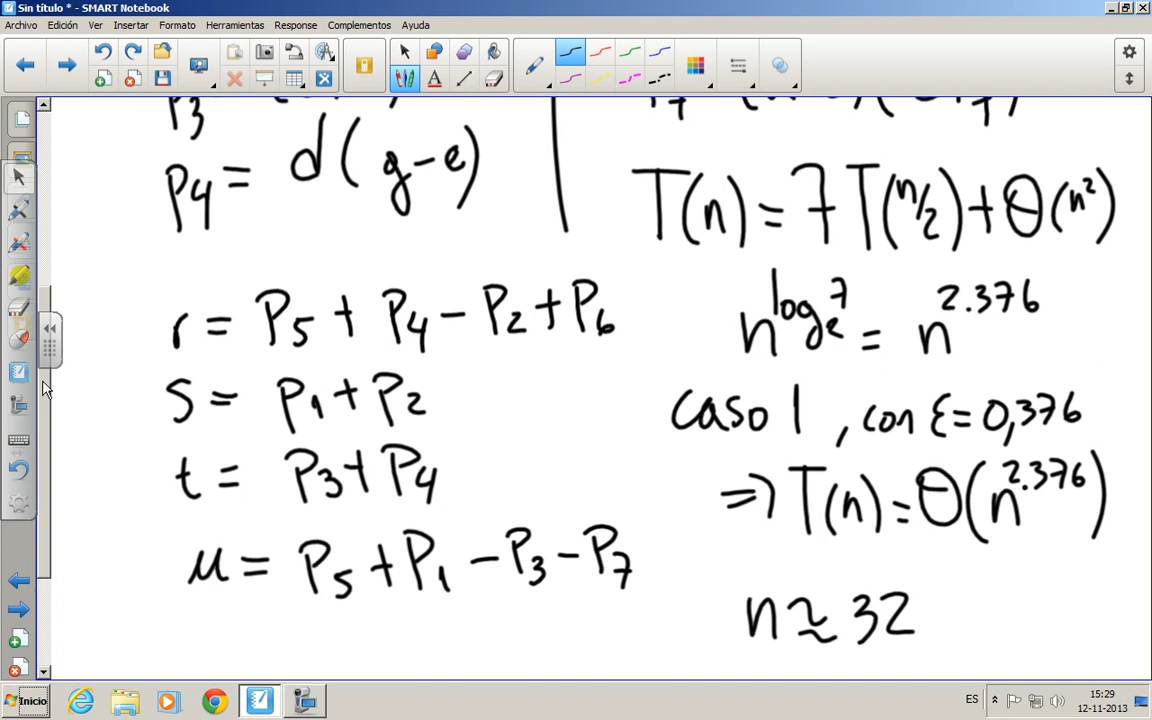 Sin título * - SMART Notebook
Archivo Edición Ver Insertar Formato Herramientas Response Complementos Ayuda
P3
P4 = d(g-e)
T(n) = 7T(n/2) + Θ(n²)
r = P5 + P4 - P2 + P6
n^log₂7 = n^2.376
s = P1 + P2
Caso 1, con ε = 0,376
t = P3 + P4
⇒ T(n) = Θ(n^2.376)
u = P5 + P1 - P3 - P7
n ≈ 32
Inicio
ES
15:29
12-11-2013